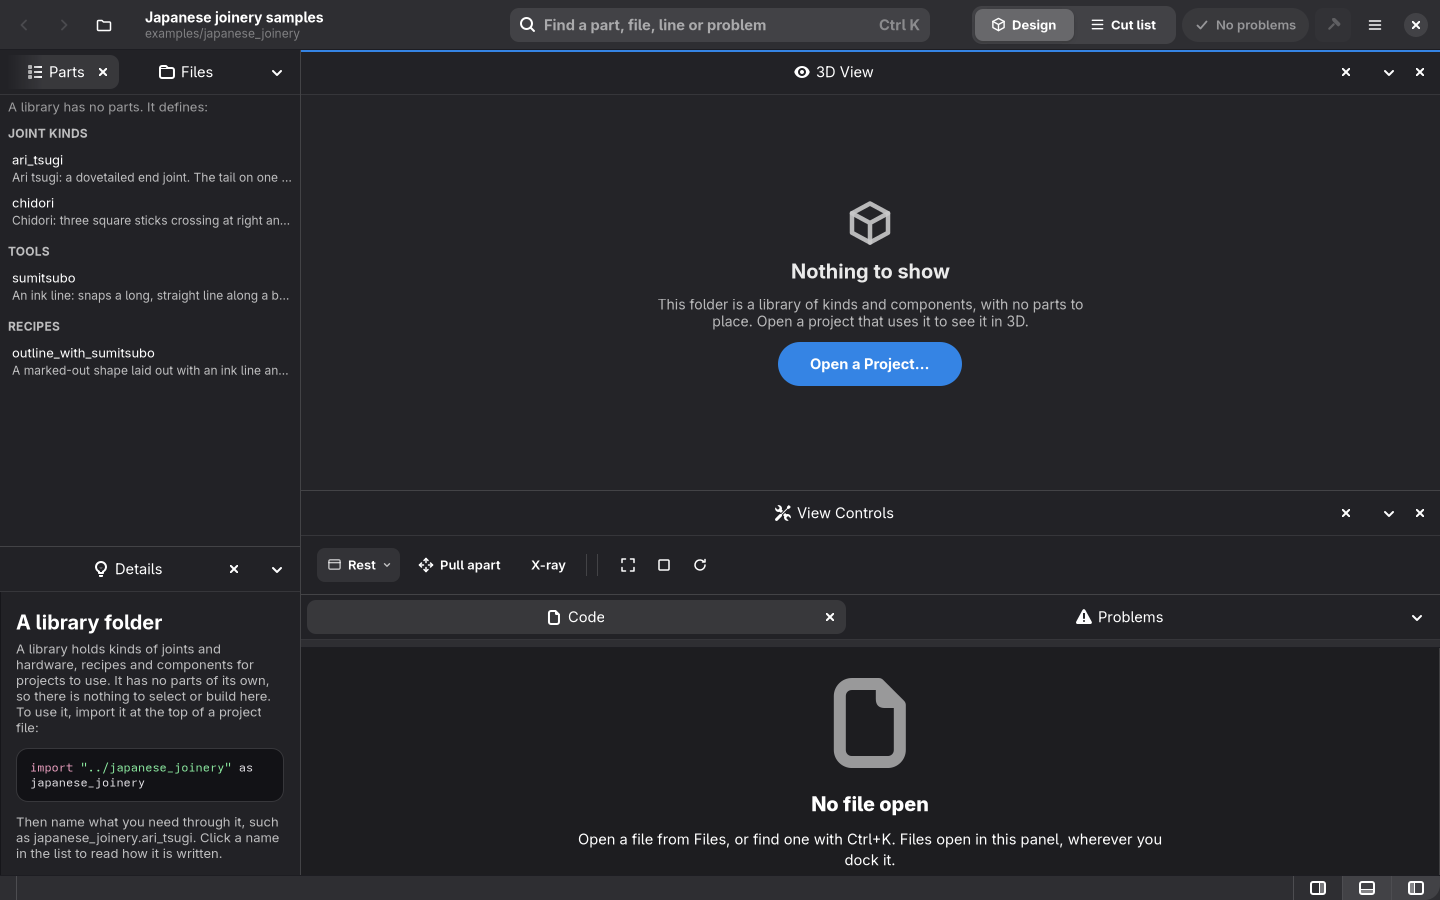 Japanese joinery samples
examples/japanese_joinery
Find a part, file, line or problem
Ctrl K
Design
Cut list
No problems
Parts
Files
3D View
A library has no parts. It defines:
JOINT KINDS
ari_tsugi
Ari tsugi: a dovetailed end joint. The tail on one ...
chidori
Chidori: three square sticks crossing at right an...
TOOLS
sumitsubo
An ink line: snaps a long, straight line along a b...
RECIPES
outline_with_sumitsubo
A marked-out shape laid out with an ink line an...
Nothing to show
This folder is a library of kinds and components, with no parts to
place. Open a project that uses it to see it in 3D.
Open a Project...
View Controls
Rest
Pull apart
X-ray
Details
A library folder
A library holds kinds of joints and
hardware, recipes and components for
projects to use. It has no parts of its own,
so there is nothing to select or build here.
To use it, import it at the top of a project
file:
import "../japanese_joinery" as
japanese_joinery
Then name what you need through it, such
as japanese_joinery.ari_tsugi. Click a name
in the list to read how it is written.
Code
Problems
No file open
Open a file from Files, or find one with Ctrl+K. Files open in this panel, wherever you
dock it.